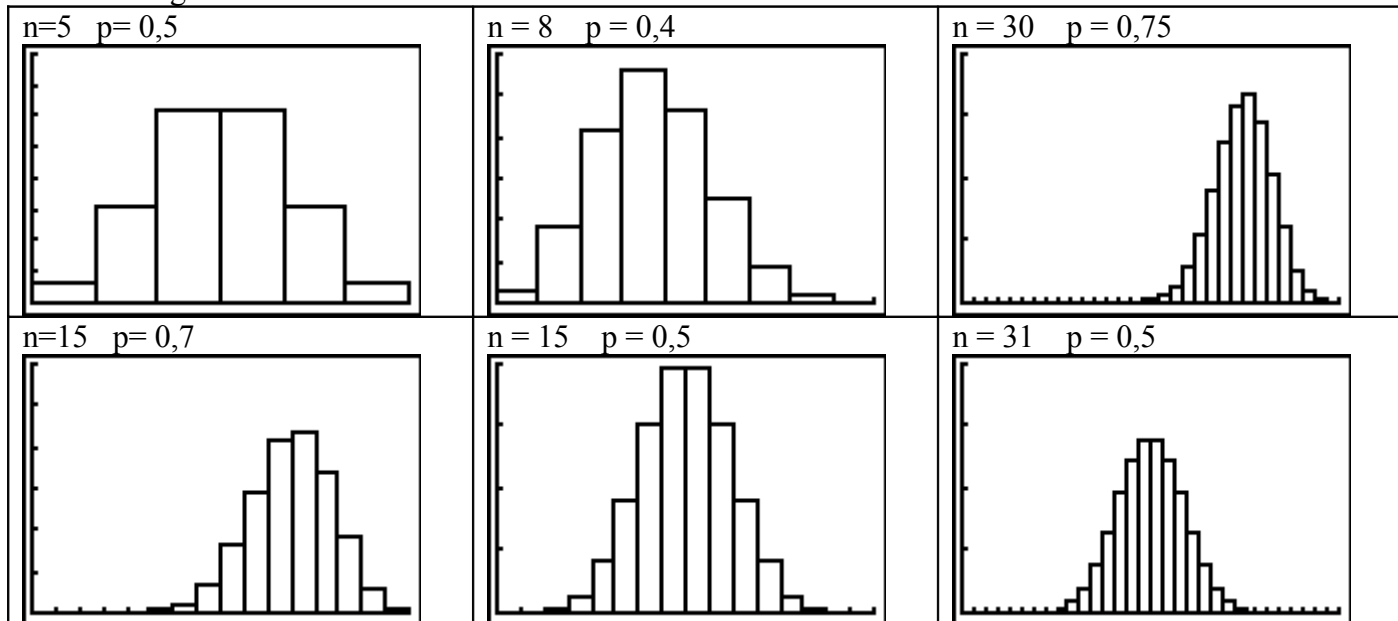 n=5 p= 0,5
n = 8 p = 0,4
n = 30 p = 0,75
n=15 p= 0,7
n = 15 p = 0,5
n = 31 p = 0,5